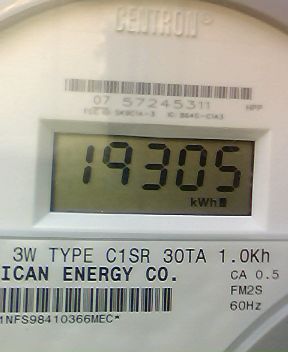 CENTRON
07 57245311 HPP
19305
kWh
3W TYPE C1SR 30TA 1.0Kh
ICAN ENERGY CO.
CA 0.5
FM2S
60Hz
1NFS98410366MEC*